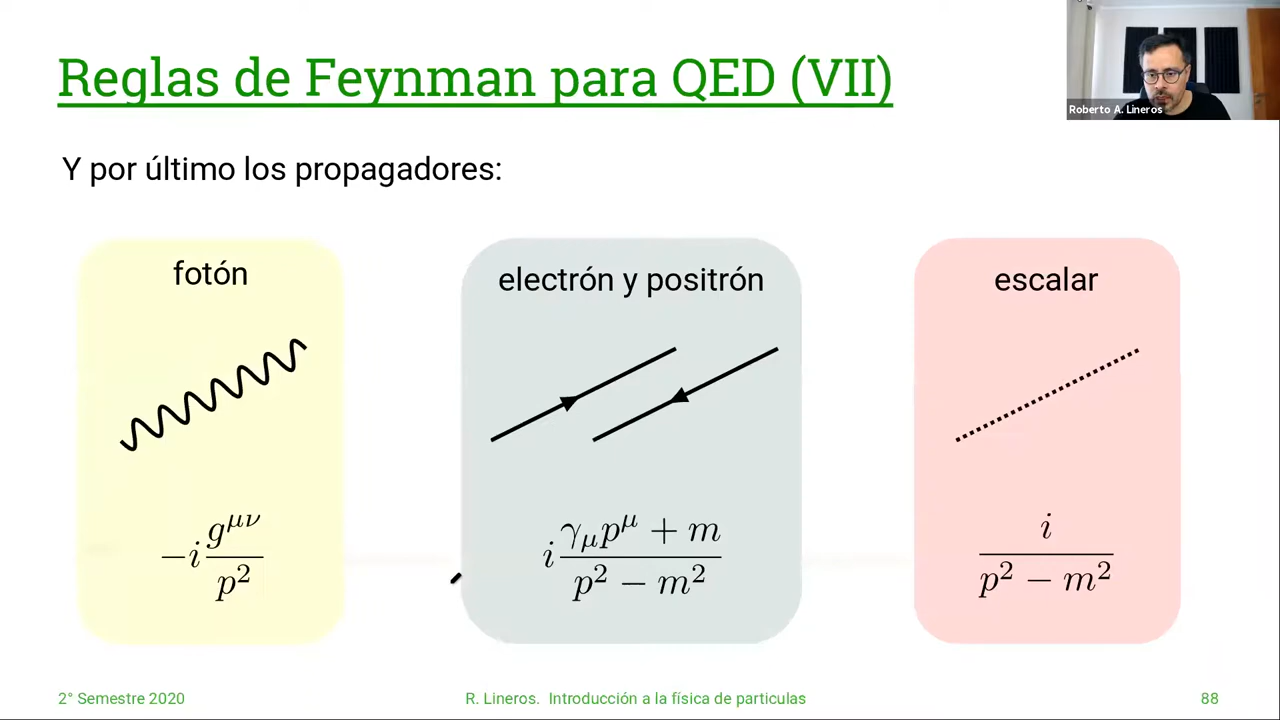 Reglas de Feynman para QED (VII)
Roberto A. Lineros
Y por último los propagadores:
fotón
electrón y positrón
escalar
$-i\frac{g^{\mu\nu}}{p^2}$
$i\frac{\gamma_\mu p^\mu + m}{p^2 - m^2}$
$\frac{i}{p^2 - m^2}$
2° Semestre 2020
R. Lineros. Introducción a la física de particulas
88